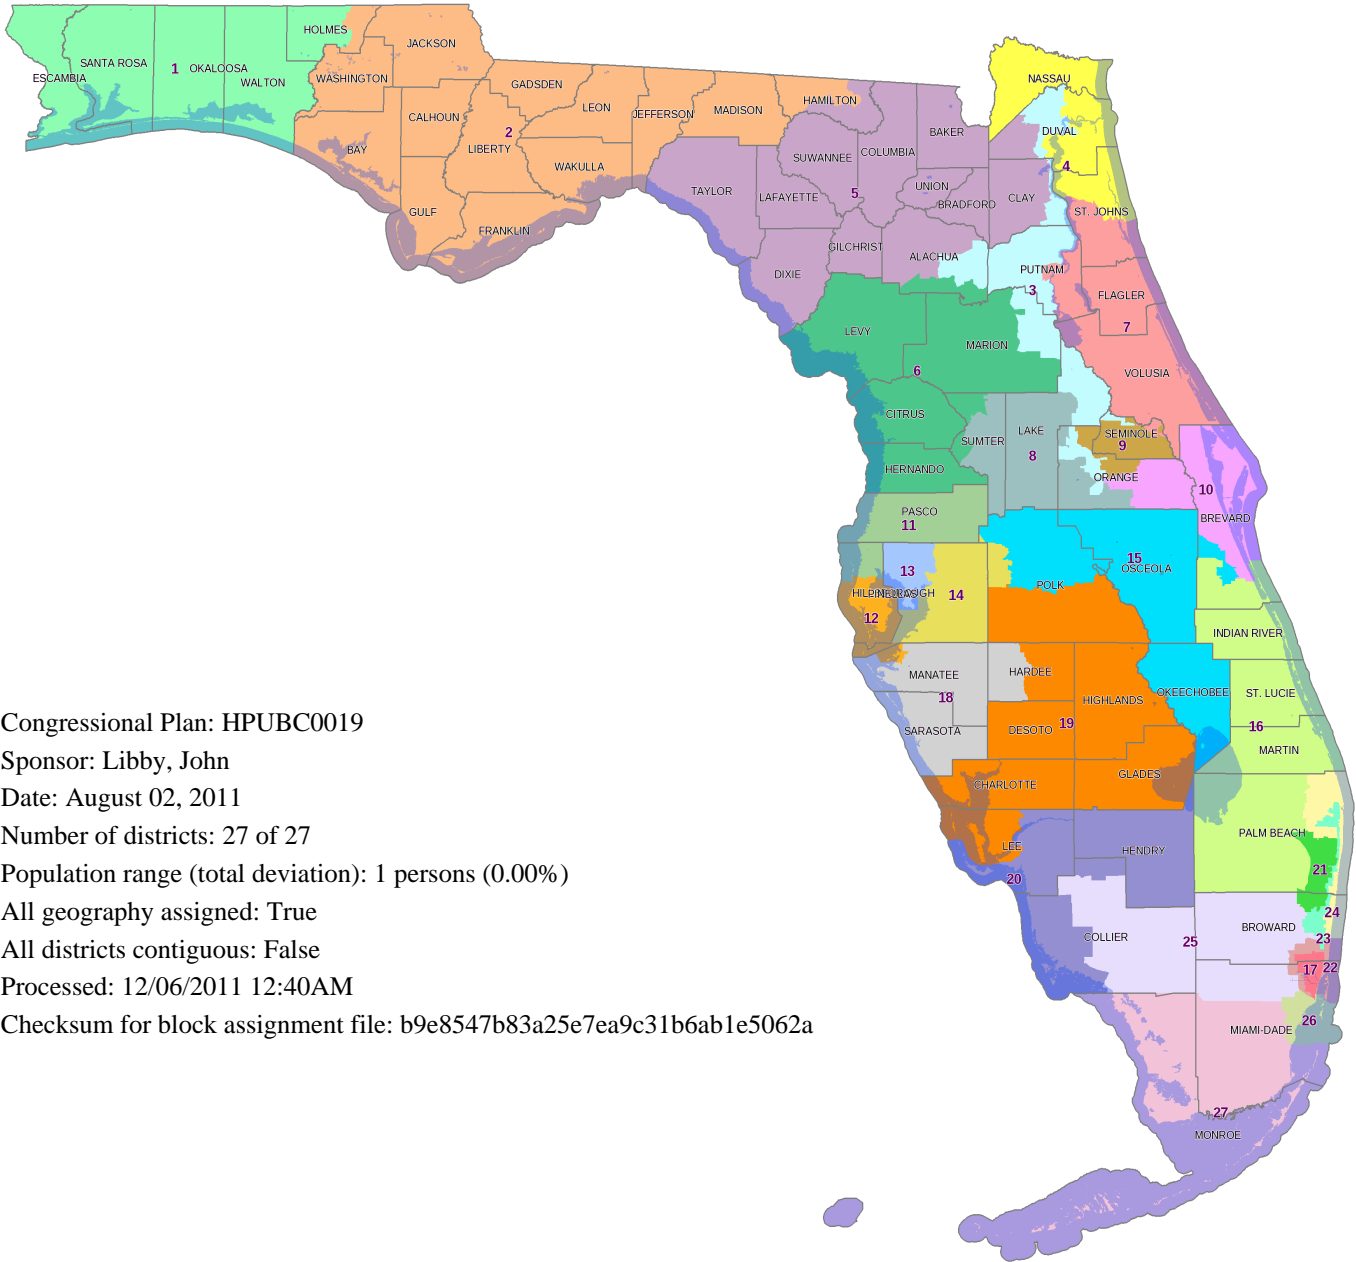 HOLMES
JACKSON
SANTA ROSA
1
OKALOOSA
ESCAMBIA
WALTON
WASHINGTON
GADSDEN
LEON
JEFFERSON
MADISON
HAMILTON
NASSAU
CALHOUN
2
LIBERTY
BAY
WAKULLA
BAKER
DUVAL
COLUMBIA
SUWANNEE
4
TAYLOR
LAFAYETTE
5
UNION
BRADFORD
CLAY
GULF
FRANKLIN
ST. JOHNS
GILCHRIST
ALACHUA
DIXIE
PUTNAM
3
FLAGLER
7
LEVY
MARION
6
VOLUSIA
CITRUS
SUMTER
LAKE
8
SEMINOLE
9
HERNANDO
ORANGE
10
PASCO
11
BREVARD
13
15
OSCEOLA
POLK
14
12
INDIAN RIVER
MANATEE
HARDEE
18
HIGHLANDS
OKEECHOBEE
ST. LUCIE
SARASOTA
DESOTO
19
16
MARTIN
CHARLOTTE
GLADES
LEE
HENDRY
PALM BEACH
20
21
24
COLLIER
25
BROWARD
23
17
22
MIAMI-DADE
26
27
MONROE
Congressional Plan: HPUBC0019
Sponsor: Libby, John
Date: August 02, 2011
Number of districts: 27 of 27
Population range (total deviation): 1 persons (0.00%)
All geography assigned: True
All districts contiguous: False
Processed: 12/06/2011 12:40AM
Checksum for block assignment file: b9e8547b83a25e7ea9c31b6ab1e5062a